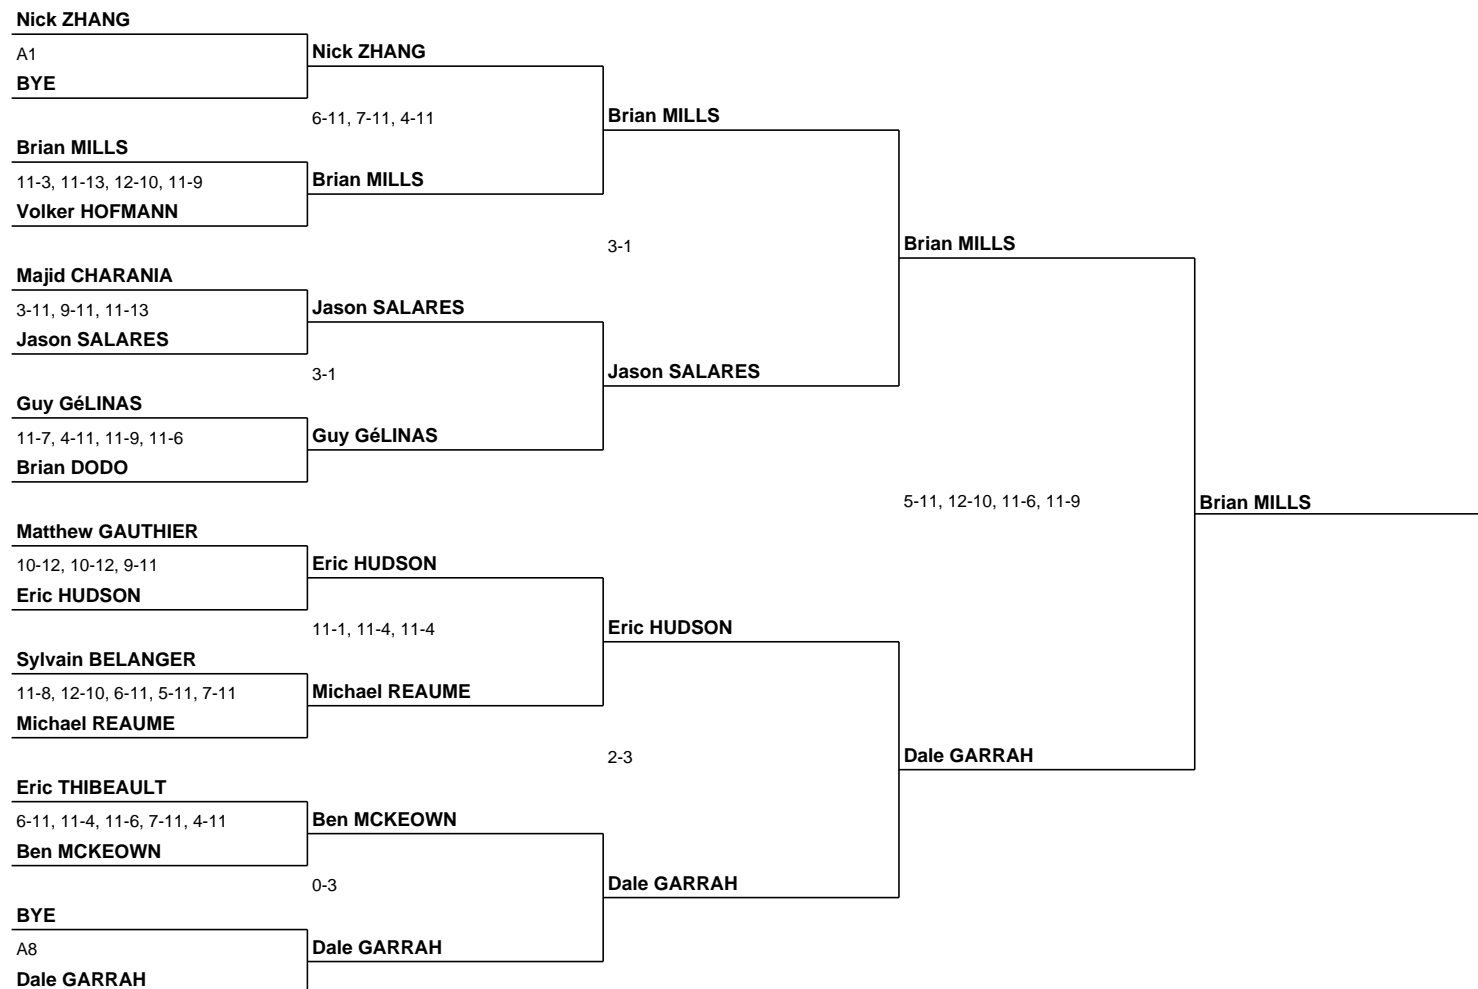 Nick ZHANG
A1
BYE
Brian MILLS
11-3, 11-13, 12-10, 11-9
Volker HOFMANN
Majid CHARANIA
3-11, 9-11, 11-13
Jason SALARES
Guy GéLINAS
11-7, 4-11, 11-9, 11-6
Brian DODO
Matthew GAUTHIER
10-12, 10-12, 9-11
Eric HUDSON
Sylvain BELANGER
11-8, 12-10, 6-11, 5-11, 7-11
Michael REAUME
Eric THIBEAULT
6-11, 11-4, 11-6, 7-11, 4-11
Ben MCKEOWN
BYE
A8
Dale GARRAH
Nick ZHANG
6-11, 7-11, 4-11
Brian MILLS
Jason SALARES
3-1
Guy GéLINAS
Eric HUDSON
11-1, 11-4, 11-4
Michael REAUME
Ben MCKEOWN
0-3
Dale GARRAH
Brian MILLS
3-1
Jason SALARES
Eric HUDSON
2-3
Dale GARRAH
Brian MILLS
5-11, 12-10, 11-6, 11-9
Dale GARRAH
Brian MILLS